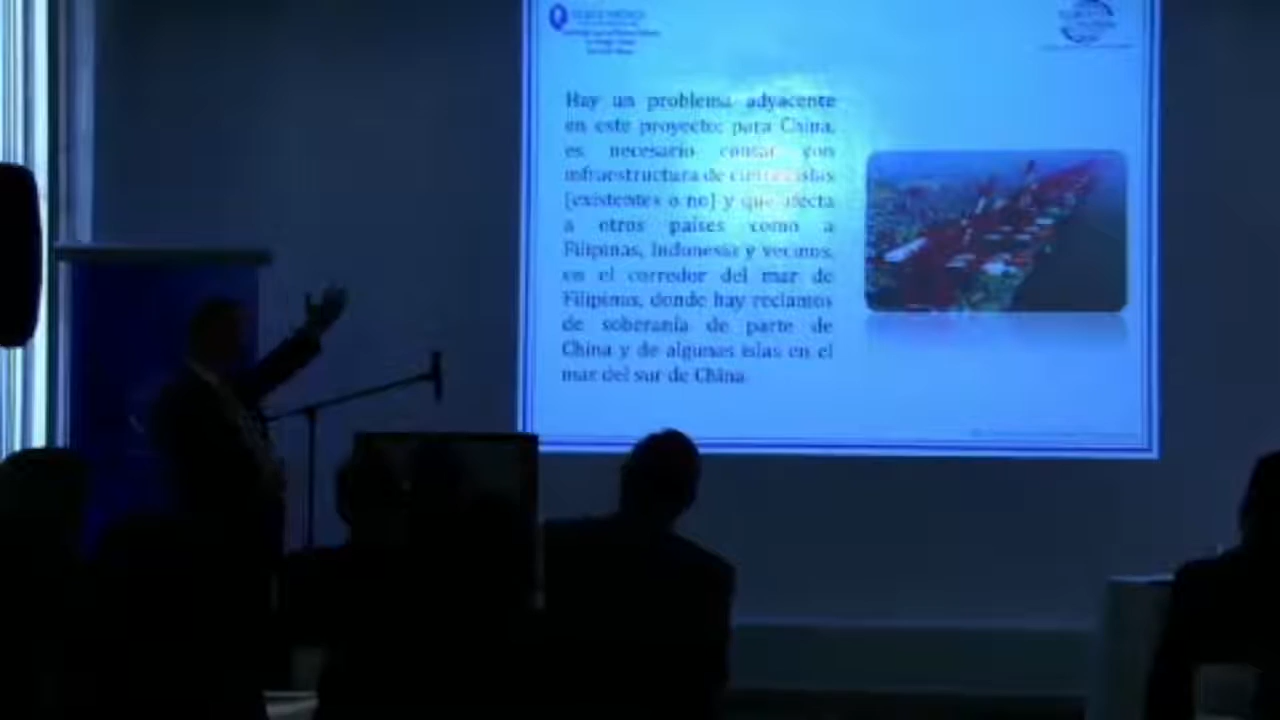 Hay un problema adyacente
en este proyecto: para China,
es necesario contar con
infraestructura de ciertas islas
[existentes o no] y que afecta
a otros países como a
Filipinas, Indonesia y vecinos,
en el corredor del mar de
Filipinas, donde hay reclamos
de soberanía de parte de
China y de algunas islas en el
mar del sur de China.